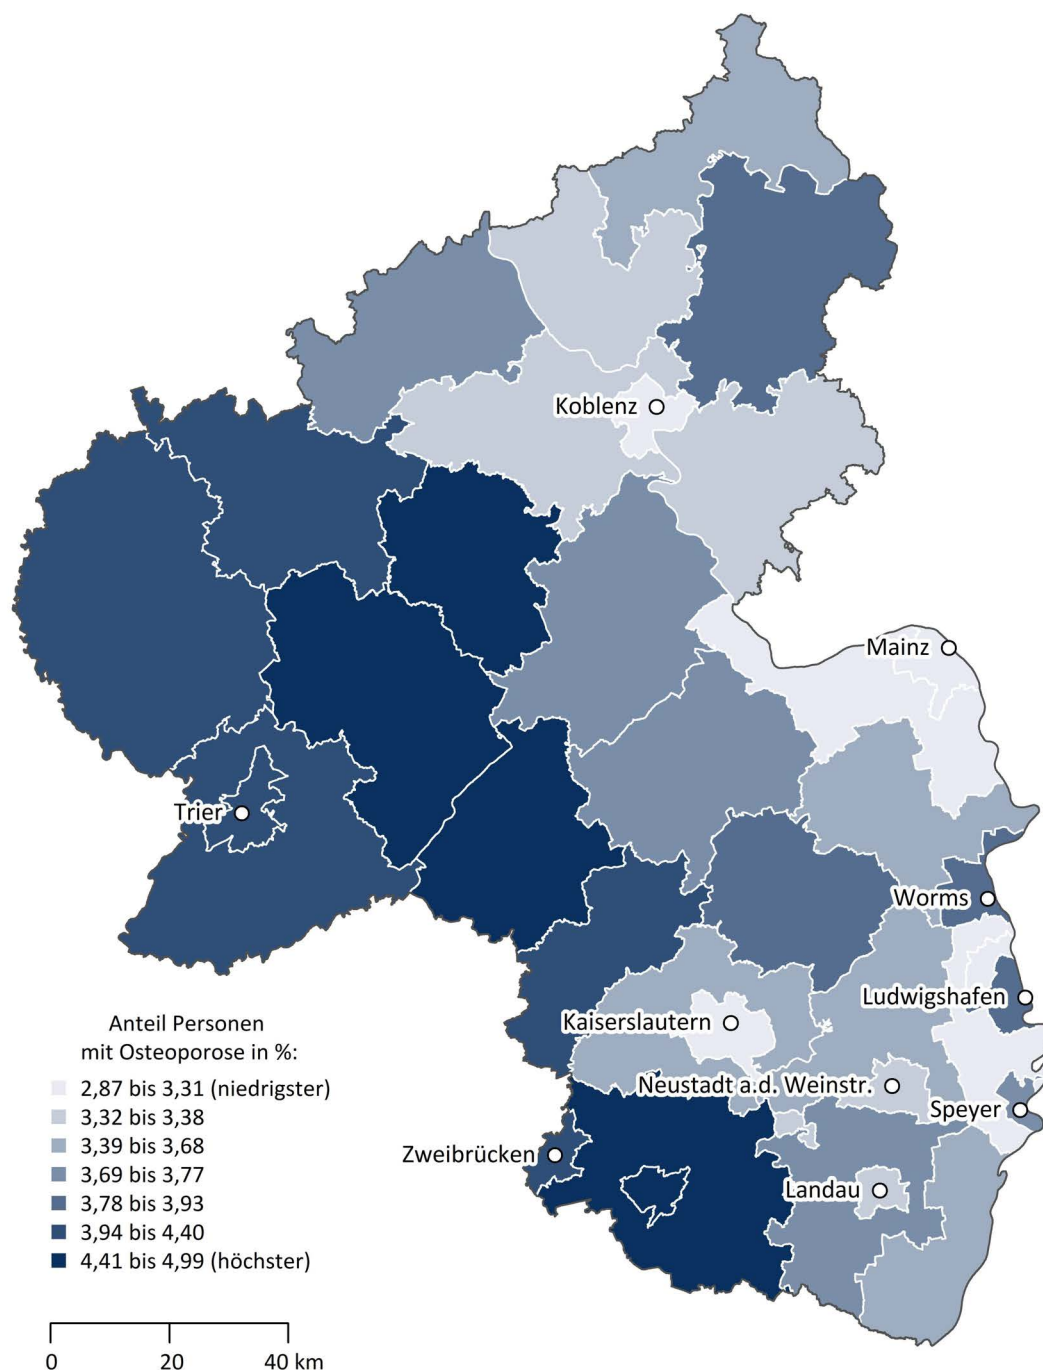 Koblenz
Mainz
Trier
Worms
Ludwigshafen
Kaiserslautern
Neustadt a.d. Weinstr.
Speyer
Zweibrücken
Landau
Anteil Personen
mit Osteoporose in %:
2,87 bis 3,31 (niedrigster)
3,32 bis 3,38
3,39 bis 3,68
3,69 bis 3,77
3,78 bis 3,93
3,94 bis 4,40
4,41 bis 4,99 (höchster)
0 20 40 km